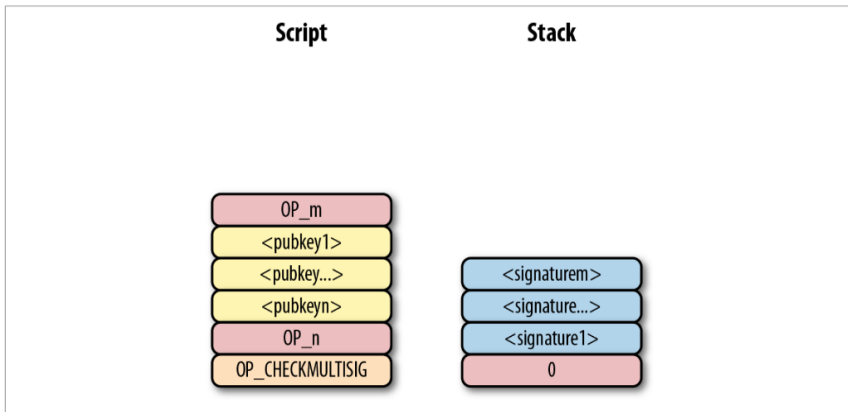 Script
Stack
OP_m
<pubkey1>
<pubkey...>
<pubkeyn>
OP_n
OP_CHECKMULTISIG
<signaturem>
<signature...>
<signature1>
0